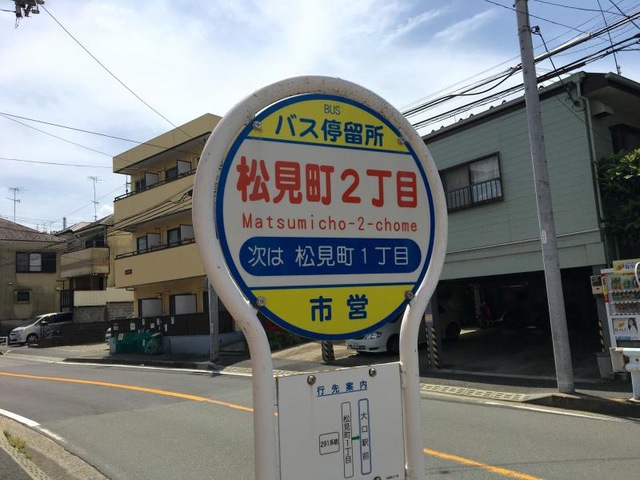 BUS
バス停留所
松見町2丁目
Matsumicho-2-chome
次は 松見町1丁目
市営
行先案内
大口駅前
松見町1丁目
291系統